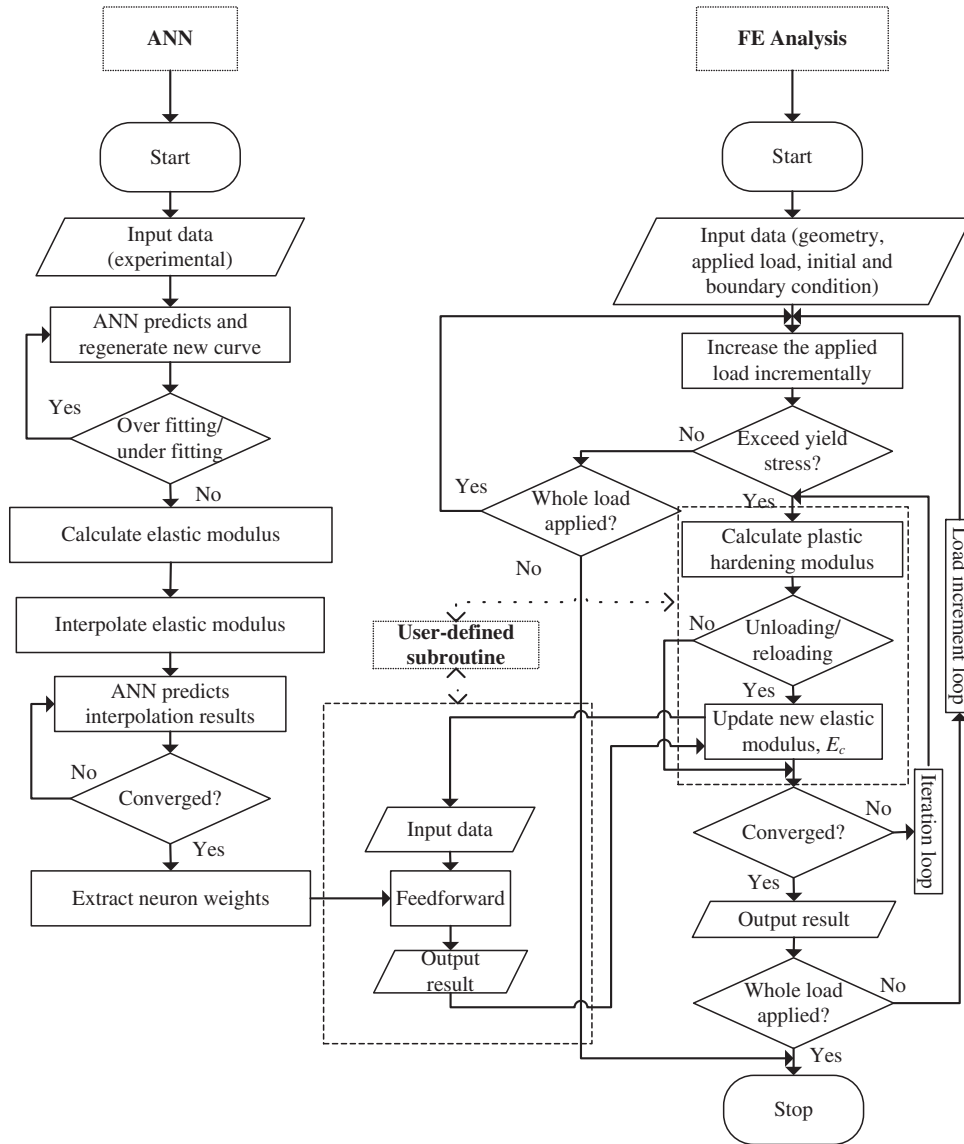 ANN
Start
Input data
(experimental)
ANN predicts and
regenerate new curve
Yes
Over fitting/
under fitting
No
Calculate elastic modulus
Interpolate elastic modulus
ANN predicts
interpolation results
No
Converged?
Yes
Extract neuron weights
User-defined
subroutine
Input data
Feedforward
Output
result
FE Analysis
Start
Input data (geometry,
applied load, initial and
boundary condition)
Increase the applied
load incrementally
No
Exceed yield
stress?
Yes
Yes
Whole load
applied?
No
Calculate plastic
hardening modulus
No
Unloading/
reloading
Yes
Update new elastic
modulus, E_c
Converged?
No
Yes
Iteration loop
Load increment loop
Output result
Whole load
applied?
No
Yes
Stop